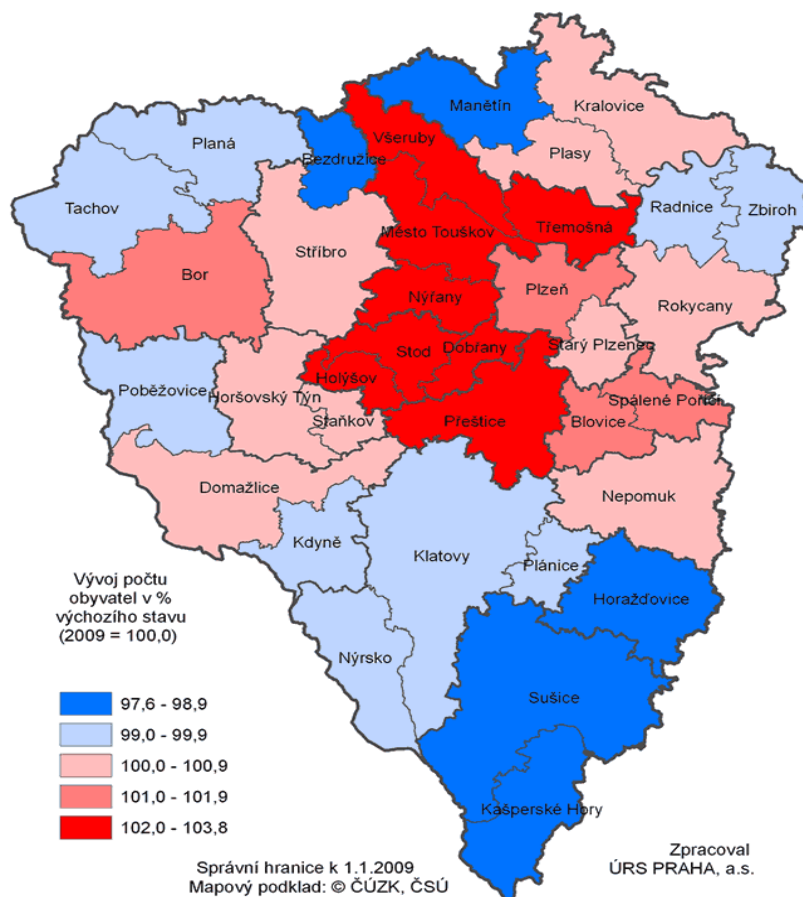 Manětín
Kralovice
Všeruby
Planá
Bezdružice
Plasy
Tachov
Radnice
Zbiroh
Město Touškov
Třemošná
Stříbro
Bor
Plzeň
Nýřany
Rokycany
Starý Plzenec
Stod
Dobřany
Holýšov
Poběžovice
Horšovský Týn
Spálené Poříčí
Staňkov
Přeštice
Blovice
Domažlice
Nepomuk
Kdyně
Klatovy
Plánice
Horažďovice
Nýrsko
Sušice
Kašperské Hory
Vývoj počtu
obyvatel v %
výchozího stavu
(2009 = 100,0)
97,6 - 98,9
99,0 - 99,9
100,0 - 100,9
101,0 - 101,9
102,0 - 103,8
Správní hranice k 1.1.2009
Mapový podklad: © ČÚZK, ČSÚ
Zpracoval
ÚRS PRAHA, a.s.